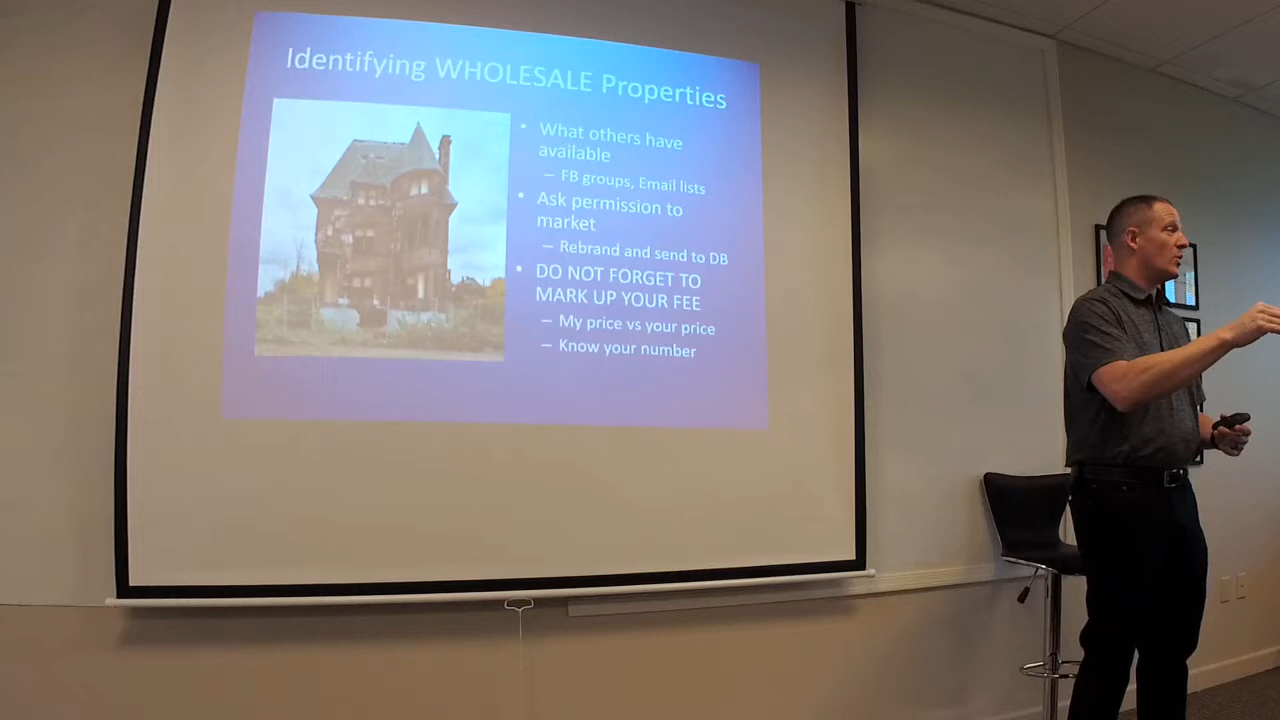 Identifying WHOLESALE Properties
• What others have
available
– FB groups, Email lists
• Ask permission to
market
– Rebrand and send to DB
• DO NOT FORGET TO
MARK UP YOUR FEE
– My price vs your price
– Know your number